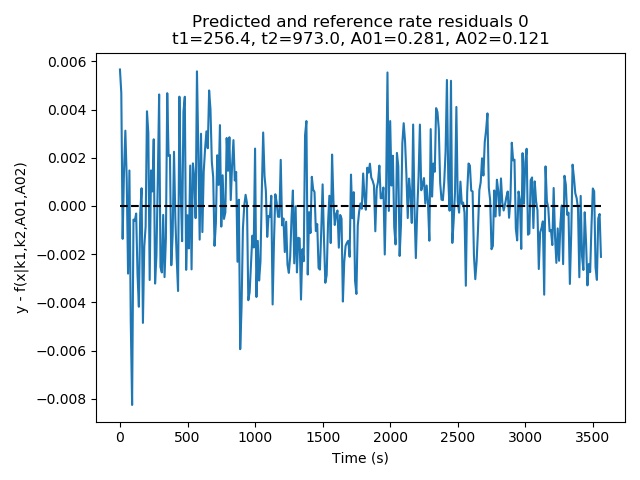 Predicted and reference rate residuals 0
t1=256.4, t2=973.0, A01=0.281, A02=0.121
0.006
0.004
0.002
0.000
−0.002
−0.004
−0.006
−0.008
y - f(x|k1,k2,A01,A02)
0 500 1000 1500 2000 2500 3000 3500
Time (s)